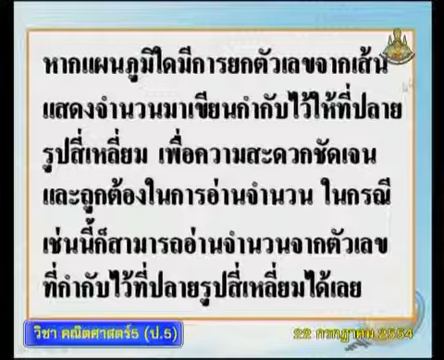 หากแผนภูมิใดมีการยกตัวเลขจากเส้น
แสดงจำนวนมาเขียนกำกับไว้ให้ที่ปลาย
รูปสี่เหลี่ยม เพื่อความสะดวกชัดเจน
และถูกต้องในการอ่านจำนวน ในกรณี
เช่นนี้ก็สามารถอ่านจำนวนจากตัวเลข
ที่กำกับไว้ที่ปลายรูปสี่เหลี่ยมได้เลย
วิชา คณิตศาสตร์5 (ป.5)
22 กรกฎาคม 2554